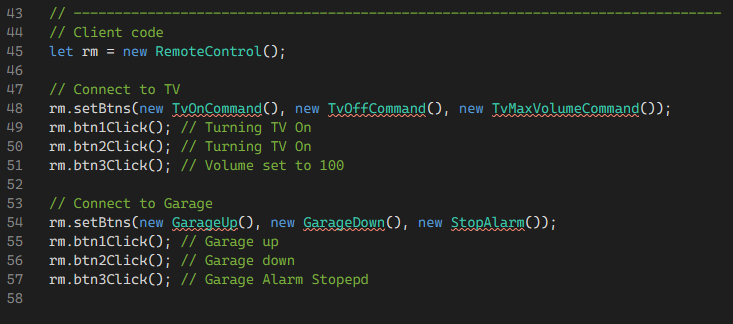 43 // -------------------------------------------------------------------------------
44 // Client code
45 let rm = new RemoteControl();
46
47 // Connect to TV
48 rm.setBtns(new TvOnCommand(), new TvOffCommand(), new TvMaxVolumeCommand());
49 rm.btn1Click(); // Turning TV On
50 rm.btn2Click(); // Turning TV On
51 rm.btn3Click(); // Volume set to 100
52
53 // Connect to Garage
54 rm.setBtns(new GarageUp(), new GarageDown(), new StopAlarm());
55 rm.btn1Click(); // Garage up
56 rm.btn2Click(); // Garage down
57 rm.btn3Click(); // Garage Alarm Stopepd
58